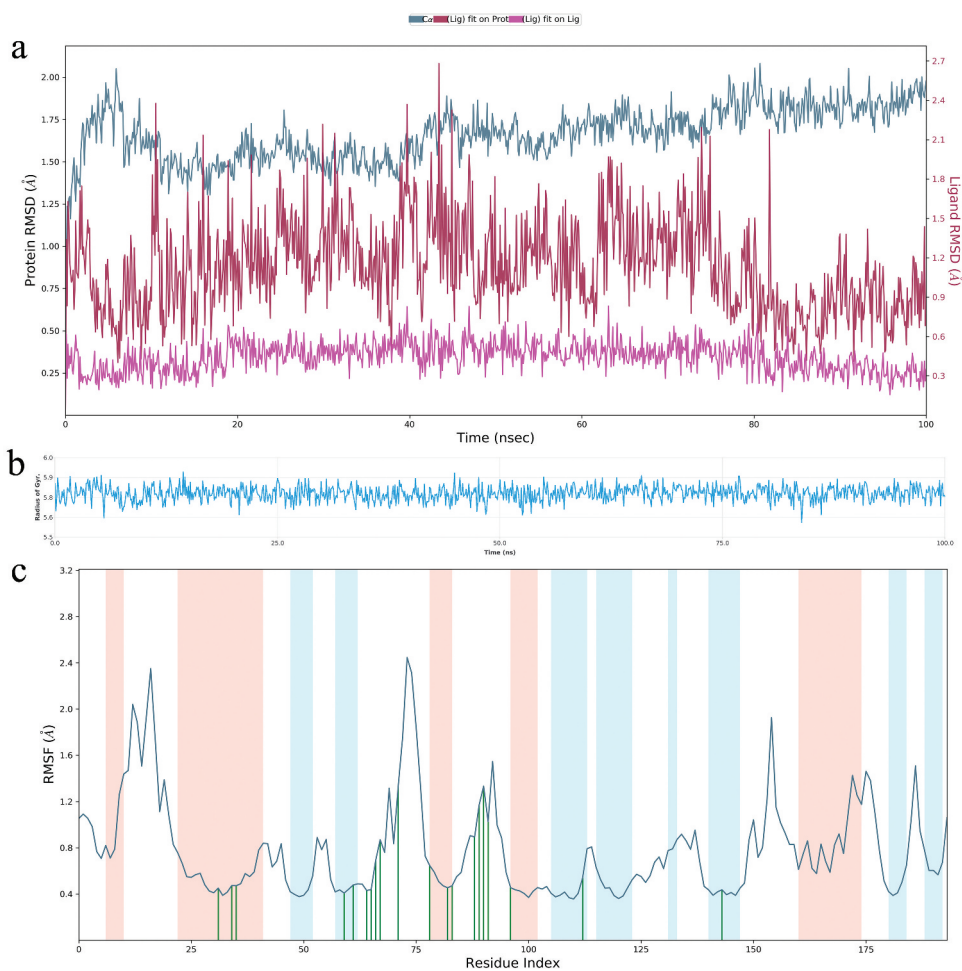 Cα (Lig) fit on Prot (Lig) fit on Lig
a
2.00
1.75
1.50
1.25
1.00
0.75
0.50
0.25
Protein RMSD (Å)
2.7
2.4
2.1
1.8
1.5
1.2
0.9
0.6
0.3
Ligand RMSD (Å)
0 20 40 60 80 100
Time (nsec)
b
6.0
5.9
5.8
5.6
5.5
Radius of Gyr.
0.0 25.0 50.0 75.0 100.0
Time (ns)
c
3.2
2.8
2.4
2.0
1.6
1.2
0.8
0.4
RMSF (Å)
0 25 50 75 100 125 150 175
Residue Index